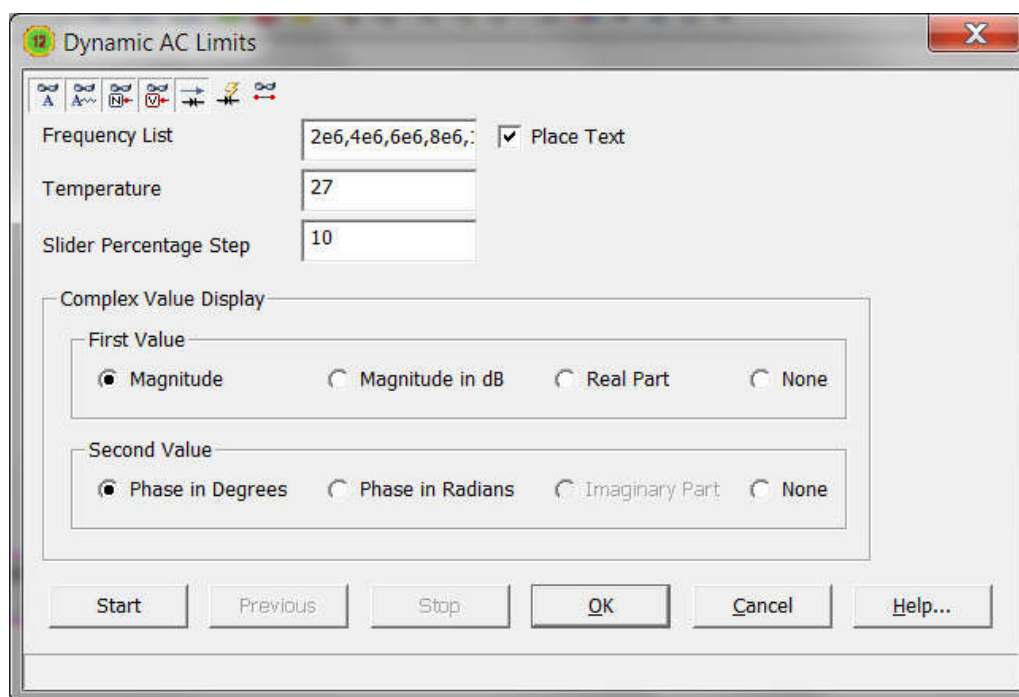 12 Dynamic AC Limits
A A N V
Frequency List 2e6,4e6,6e6,8e6, Place Text
Temperature 27
Slider Percentage Step 10
Complex Value Display
First Value
Magnitude Magnitude in dB Real Part None
Second Value
Phase in Degrees Phase in Radians Imaginary Part None
Start Previous Stop OK Cancel Help...